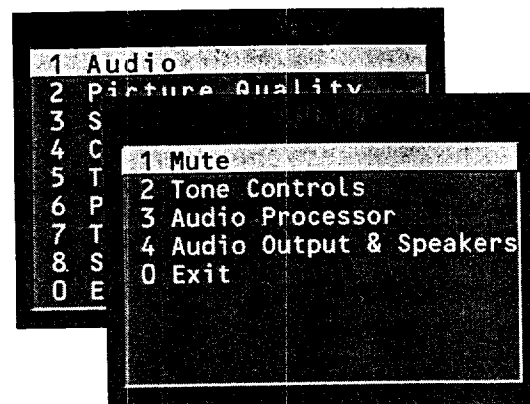 1 Audio
2 Picture Quality
3 S
4 C
5 T
6 P
7 T
8 S
0 E
1 Mute
2 Tone Controls
3 Audio Processor
4 Audio Output & Speakers
0 Exit